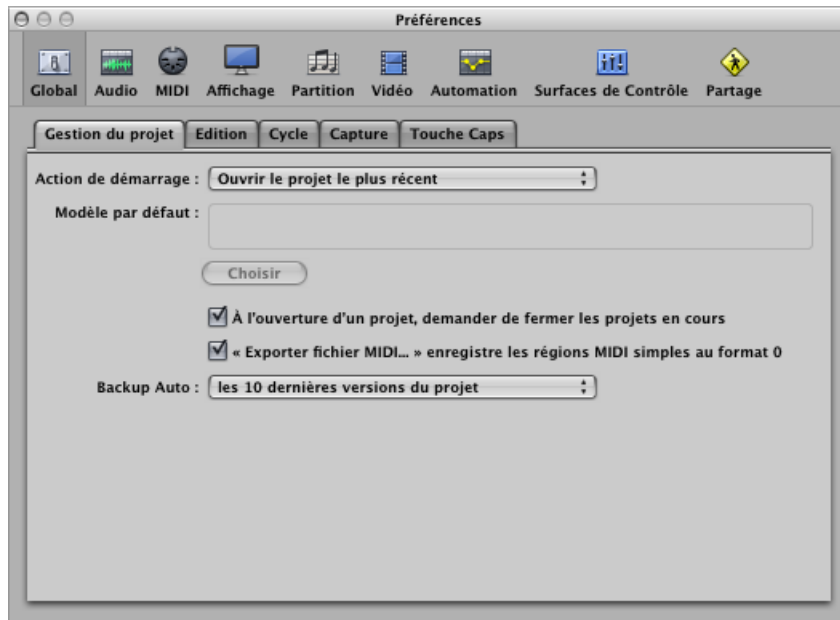 Préférences
Global Audio MIDI Affichage Partition Vidéo Automation Surfaces de Contrôle Partage
Gestion du projet Edition Cycle Capture Touche Caps
Action de démarrage : Ouvrir le projet le plus récent
Modèle par défaut :
Choisir
À l'ouverture d'un projet, demander de fermer les projets en cours
« Exporter fichier MIDI... » enregistre les régions MIDI simples au format 0
Backup Auto : les 10 dernières versions du projet